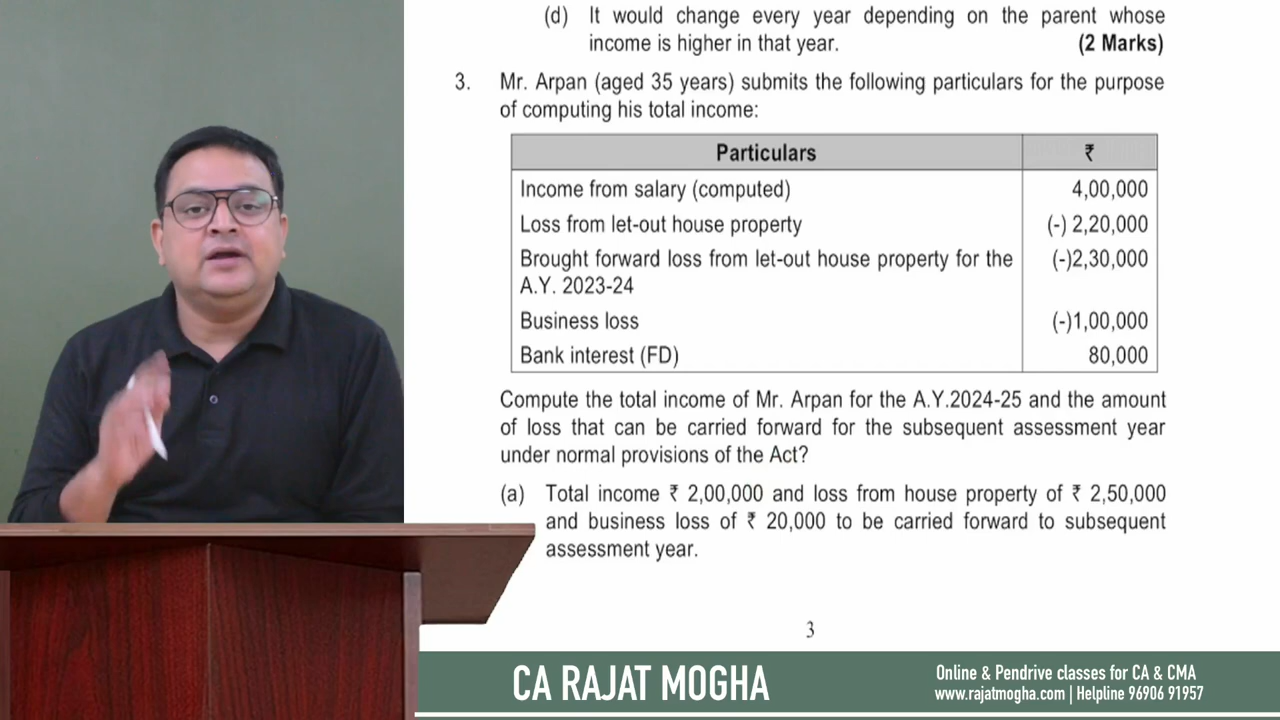 (d) It would change every year depending on the parent whose
income is higher in that year. (2 Marks)
3. Mr. Arpan (aged 35 years) submits the following particulars for the purpose
of computing his total income:
Particulars ₹
Income from salary (computed) 4,00,000
Loss from let-out house property (-) 2,20,000
Brought forward loss from let-out house property for the (-)2,30,000
A.Y. 2023-24
Business loss (-)1,00,000
Bank interest (FD) 80,000
Compute the total income of Mr. Arpan for the A.Y.2024-25 and the amount
of loss that can be carried forward for the subsequent assessment year
under normal provisions of the Act?
(a) Total income ₹ 2,00,000 and loss from house property of ₹ 2,50,000
and business loss of ₹ 20,000 to be carried forward to subsequent
assessment year.
3
CA RAJAT MOGHA
Online & Pendrive classes for CA & CMA
www.rajatmogha.com | Helpline 96906 91957